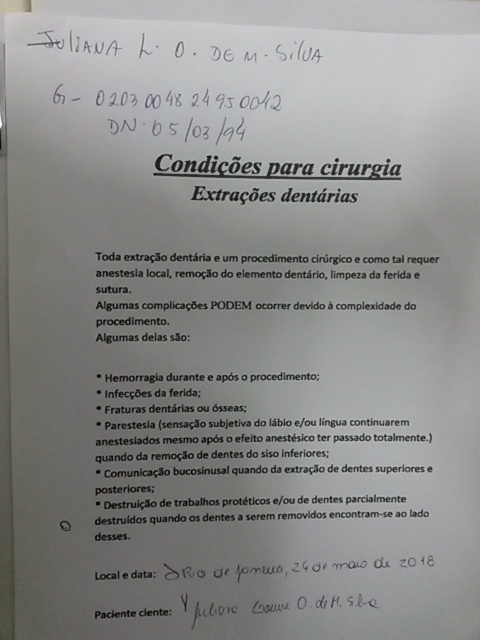 JULIANA L. O. DE M. SILVA
G - 0203 0048 2495 0042
DN. 05/03/94
Condições para cirurgia
Extrações dentárias
Toda extração dentária e um procedimento cirúrgico e como tal requer
anestesia local, remoção do elemento dentário, limpeza da ferida e
sutura.
Algumas complicações PODEM ocorrer devido à complexidade do
procedimento.
Algumas delas são:
* Hemorragia durante e após o procedimento;
* Infecções da ferida;
* Fraturas dentárias ou ósseas;
* Parestesia (sensação subjetiva do lábio e/ou língua continuarem
anestesiados mesmo após o efeito anestésico ter passado totalmente.)
quando da remoção de dentes do siso inferiores;
* Comunicação bucosinusal quando da extração de dentes superiores e
posteriores;
* Destruição de trabalhos protéticos e/ou de dentes parcialmente
destruídos quando os dentes a serem removidos encontram-se ao lado
desses.
Local e data: Rio de Janeiro, 24 de maio de 2018
Paciente ciente: Juliana O. de M. Silva